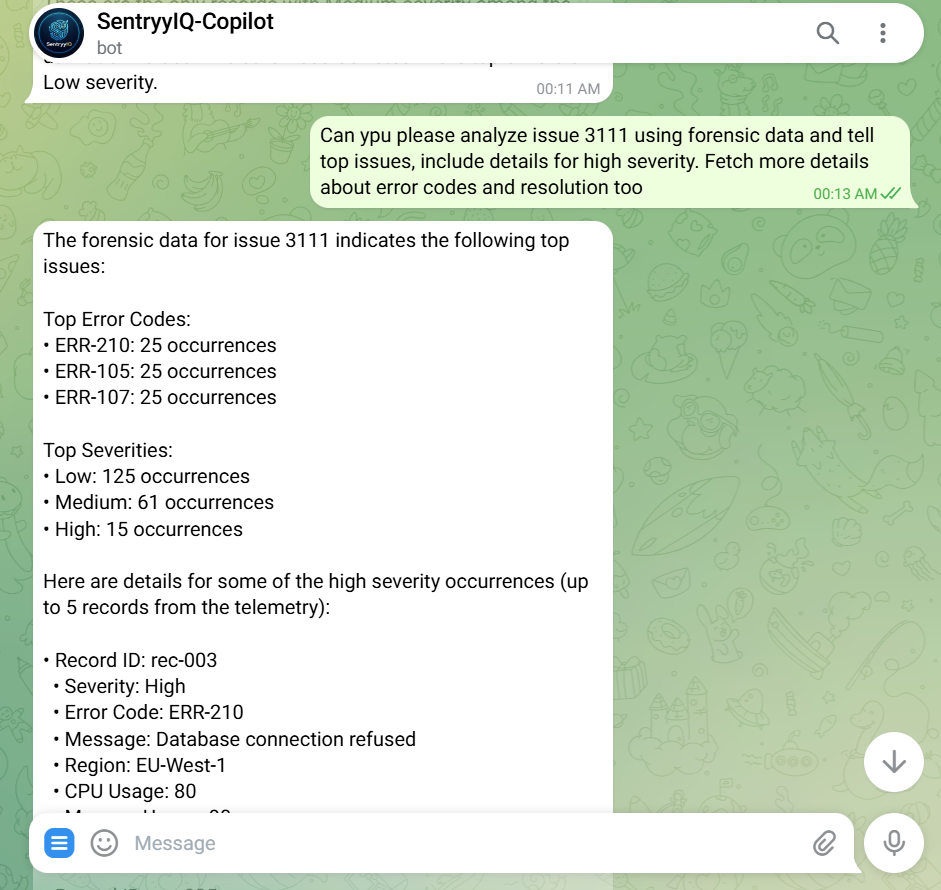 SentryyIQ-Copilot
bot
Low severity.
00:11 AM
Can ypu please analyze issue 3111 using forensic data and tell
top issues, include details for high severity. Fetch more details
about error codes and resolution too
00:13 AM
The forensic data for issue 3111 indicates the following top
issues:
Top Error Codes:
• ERR-210: 25 occurrences
• ERR-105: 25 occurrences
• ERR-107: 25 occurrences
Top Severities:
• Low: 125 occurrences
• Medium: 61 occurrences
• High: 15 occurrences
Here are details for some of the high severity occurrences (up
to 5 records from the telemetry):
• Record ID: rec-003
• Severity: High
• Error Code: ERR-210
• Message: Database connection refused
• Region: EU-West-1
• CPU Usage: 80
Message